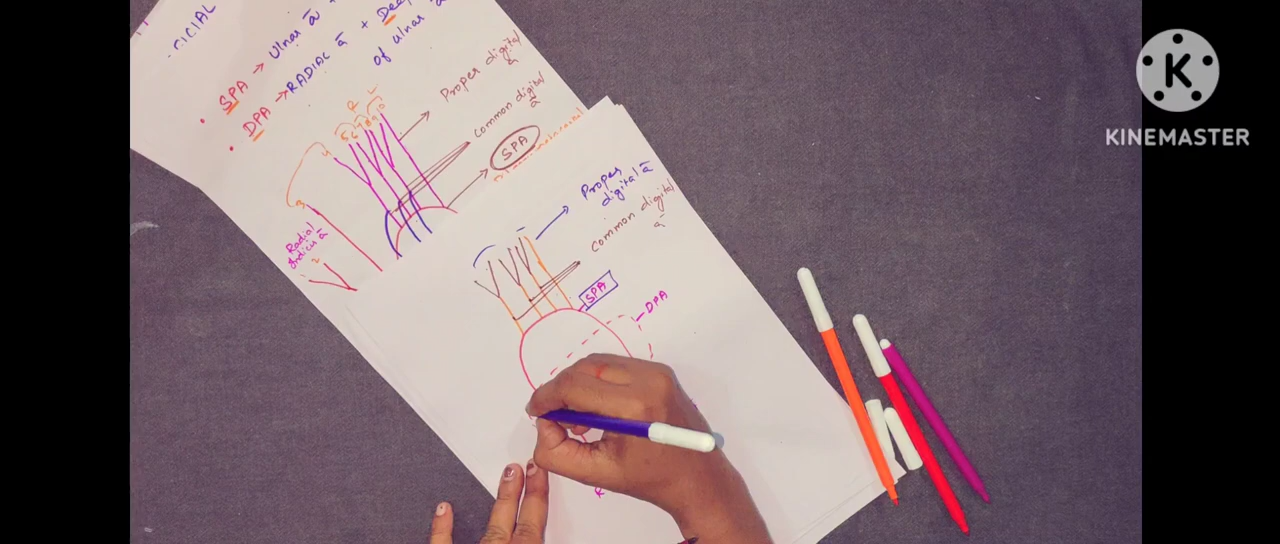 FICIAL
• SPA → Ulnar ā +
• DPA → RADIAL ā + Deep
of ulnar ā
Proper digital
ā
Common digital
ā
SPA
Radial
Indicis ā
Proper
digital ā
Common digital
ā
SPA
DPA
R
K
KINEMASTER